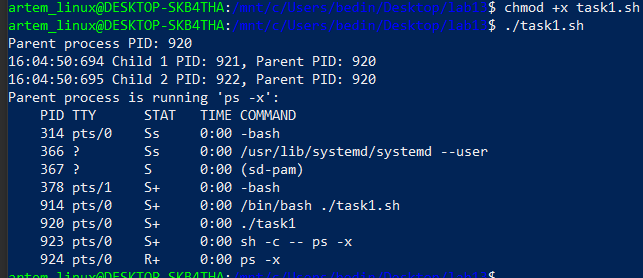 artem_linux@DESKTOP-SKB4THA:/mnt/c/Users/ /Desktop/ $ chmod +x task1.sh
artem_linux@DESKTOP-SKB4THA:/mnt/c/Users/ /Desktop/ $ ./task1.sh
Parent process PID: 920
16:04:50:694 Child 1 PID: 921, Parent PID: 920
16:04:50:695 Child 2 PID: 922, Parent PID: 920
Parent process is running 'ps -x':
PID TTY STAT TIME COMMAND
314 pts/0 Ss 0:00 -bash
366 ? Ss 0:00 /usr/lib/systemd/systemd --user
367 ? S 0:00 (sd-pam)
378 pts/1 S+ 0:00 -bash
914 pts/0 S+ 0:00 /bin/bash ./task1.sh
920 pts/0 S+ 0:00 ./task1
923 pts/0 S+ 0:00 sh -c -- ps -x
924 pts/0 R+ 0:00 ps -x
artem_linux@DESKTOP-SKB4THA:/mnt/c/Users/ /Desktop/ $